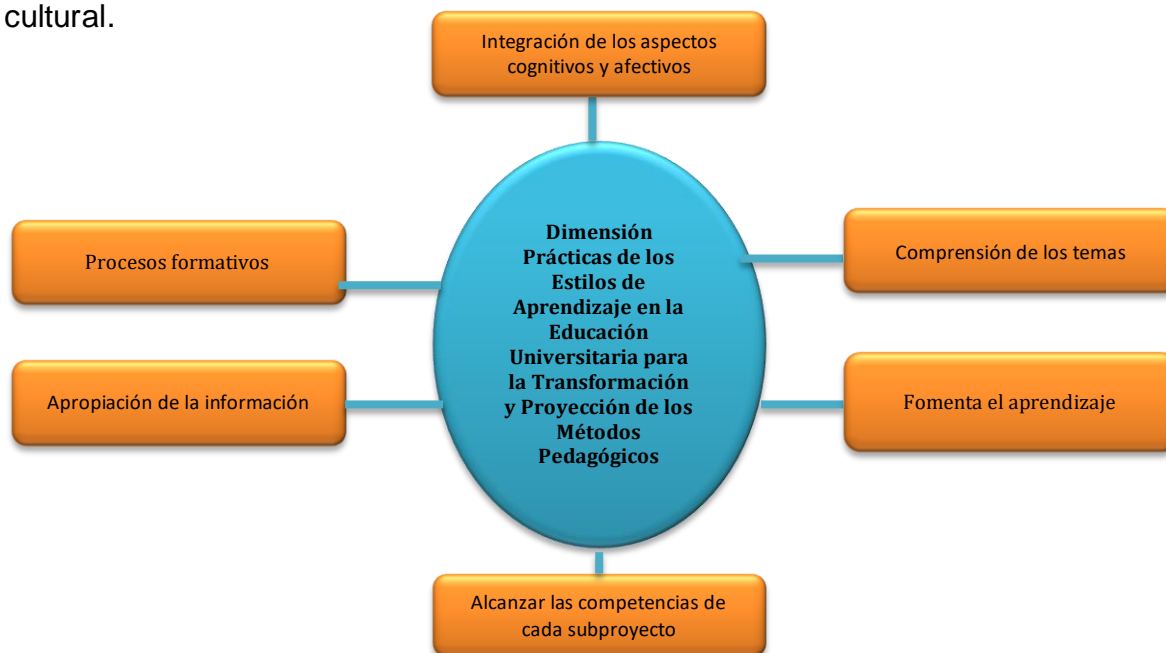 cultural.
Integración de los aspectos
cognitivos y afectivos
Procesos formativos
Dimensión
Prácticas de los
Estilos de
Aprendizaje en la
Educación
Universitaria para
la Transformación
y Proyección de los
Métodos
Pedagógicos
Comprensión de los temas
Apropiación de la información
Fomenta el aprendizaje
Alcanzar las competencias de
cada subproyecto